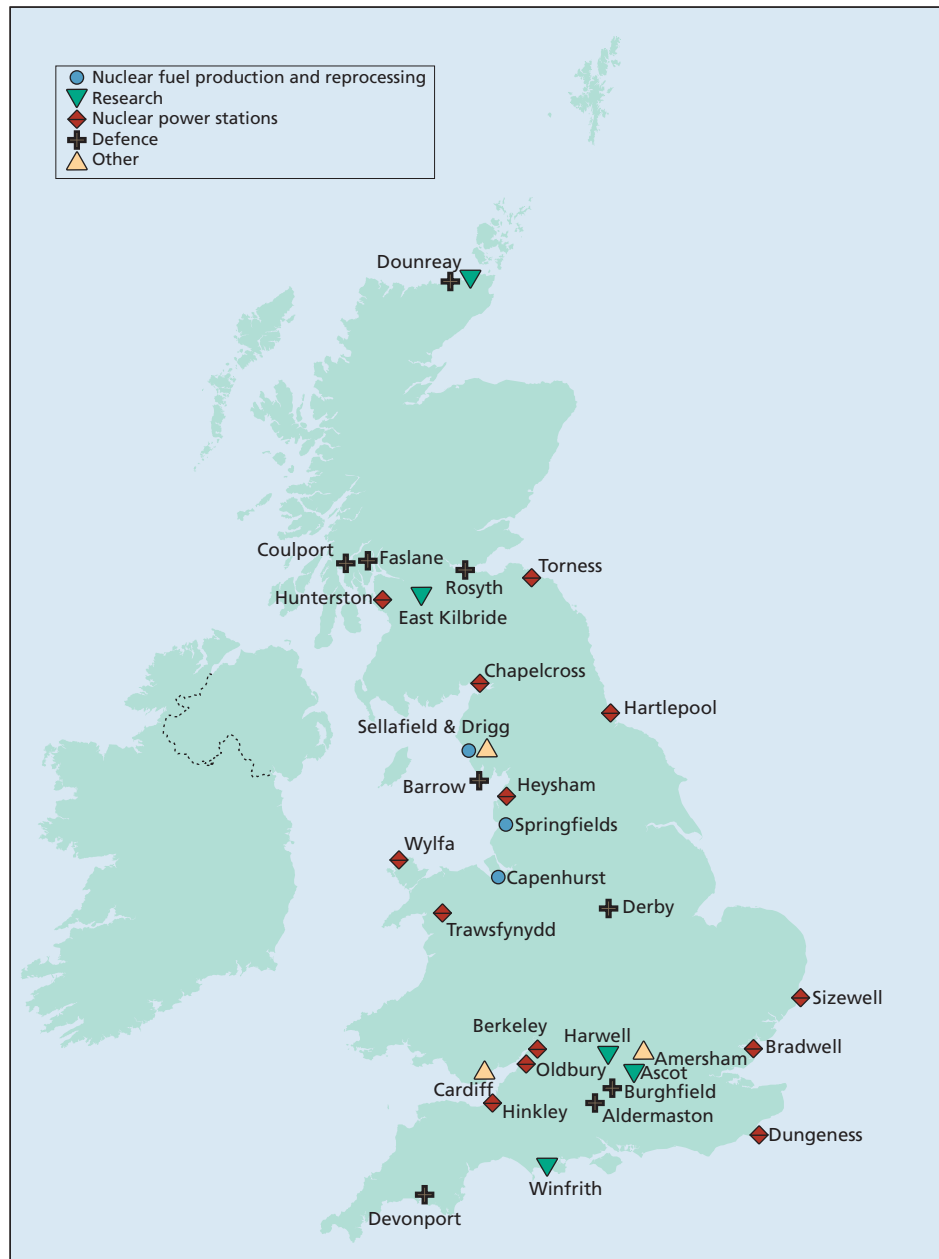 Nuclear fuel production and reprocessing
Research
Nuclear power stations
Defence
Other
Dounreay
Coulport
Faslane
Rosyth
Torness
Hunterston
East Kilbride
Chapelcross
Hartlepool
Sellafield & Drigg
Barrow
Heysham
Springfields
Wylfa
Capenhurst
Derby
Trawsfynydd
Sizewell
Berkeley
Harwell
Bradwell
Amersham
Oldbury
Ascot
Cardiff
Burghfield
Hinkley
Aldermaston
Dungeness
Winfrith
Devonport